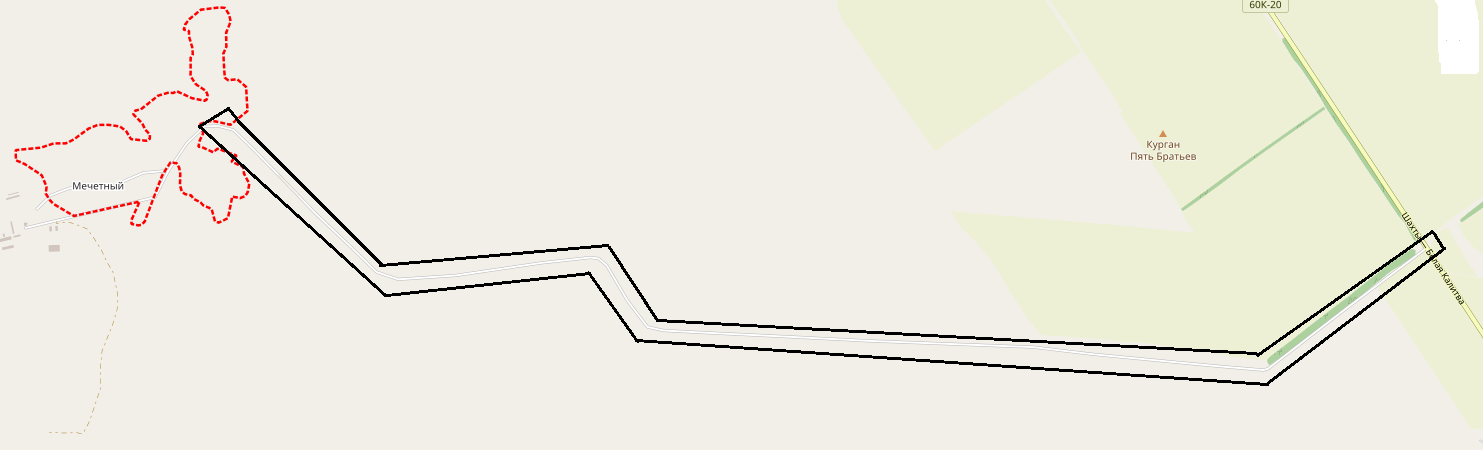 60К-20
Курган
Пять Братьев
Мечетный
Шахты — Белая Калитва